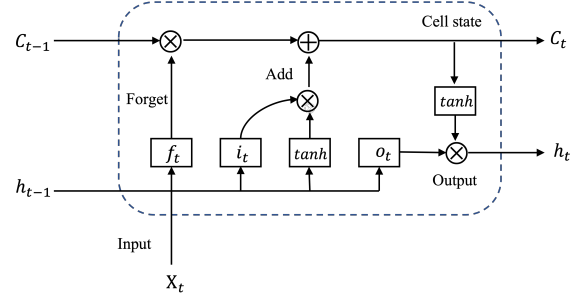 Cell state
C_{t-1} × + C_t
Add
Forget tanh
×
f_t i_t tanh o_t × h_t
h_{t-1} Output
Input
X_t